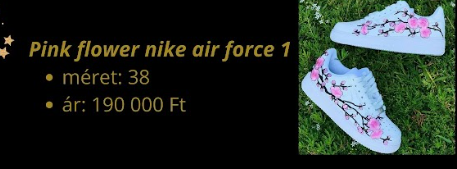 Pink flower nike air force 1
méret: 38
ár: 190 000 Ft